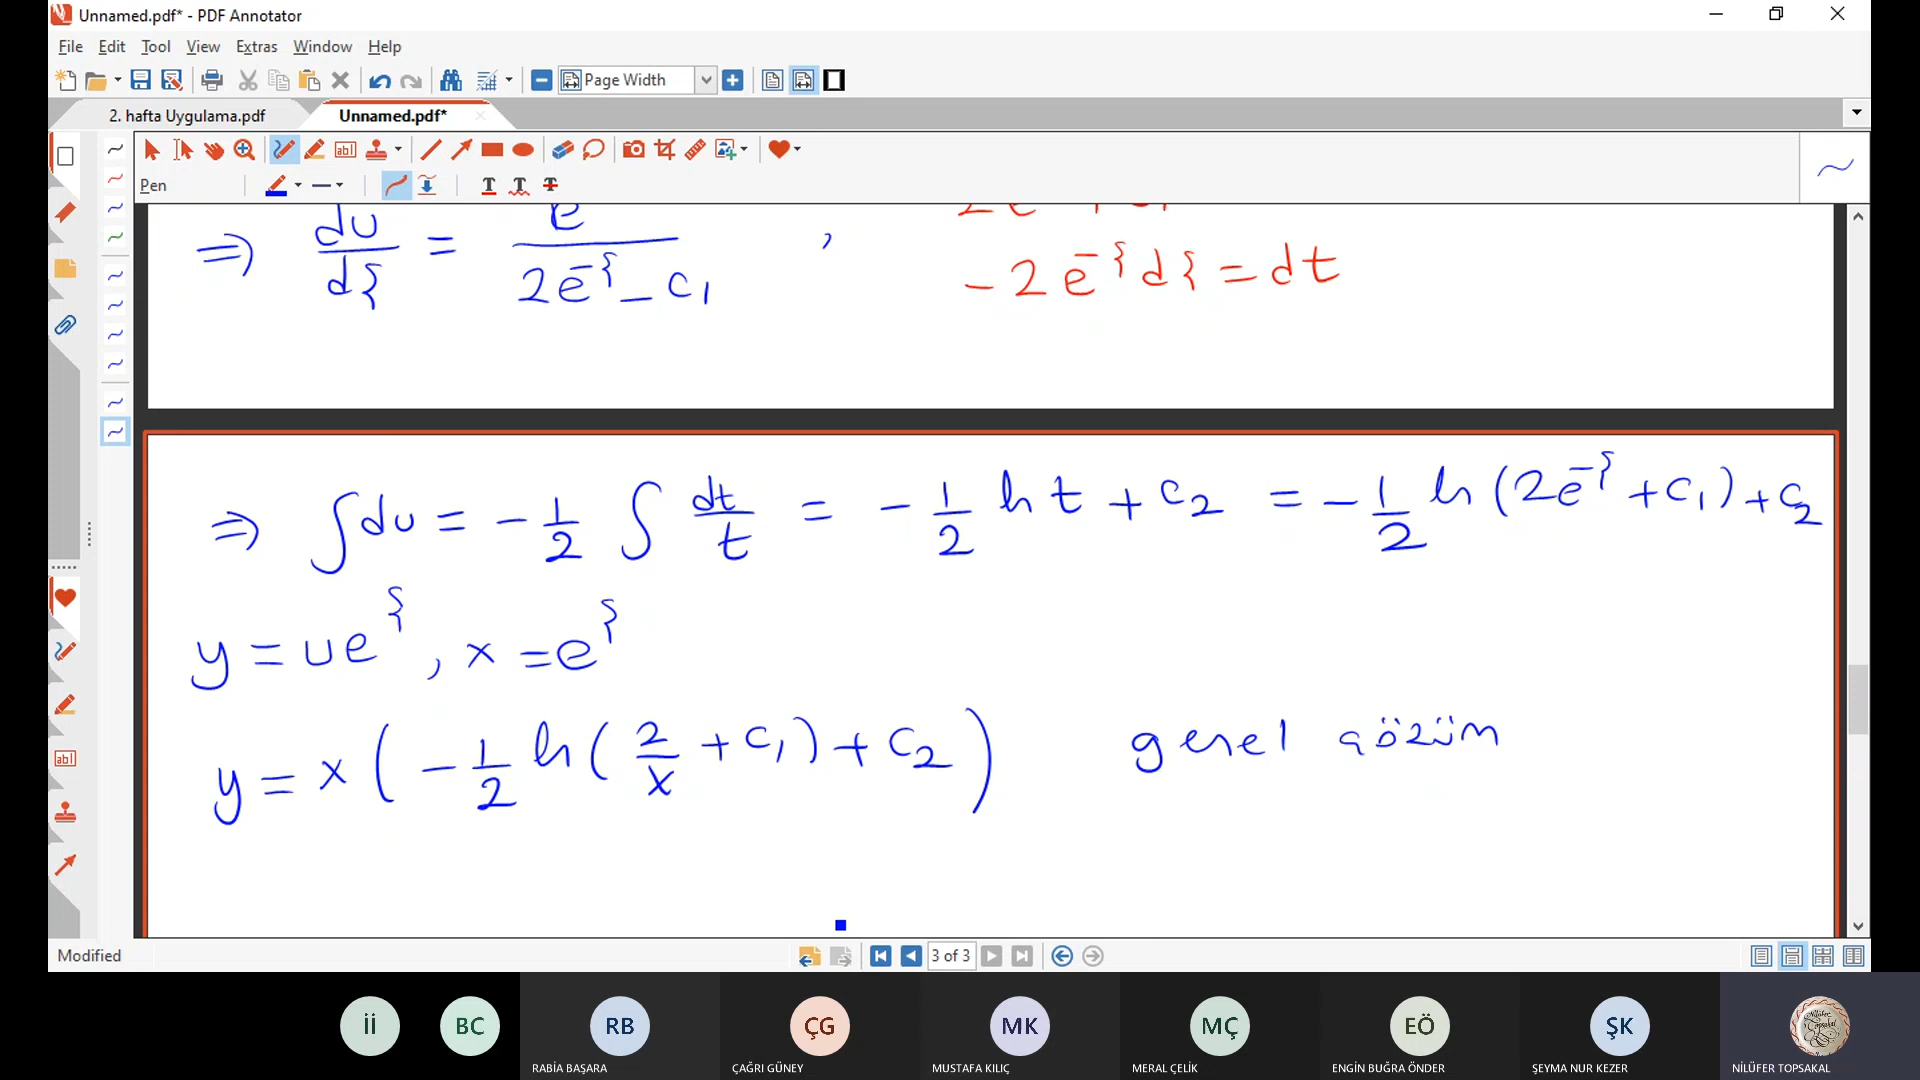 Unnamed.pdf* - PDF Annotator
File Edit Tool View Extras Window Help
Page Width
2. hafta Uygulama.pdf
Unnamed.pdf*
Pen
⇒ du/dξ = e / (2e^-ξ - c₁) ,
-2e^-ξ dξ = dt
⇒ ∫du = -1/2 ∫ dt/t = -1/2 ln t + c₂ = -1/2 ln(2e^-ξ + c₁) + c₂
y = ue^ξ , x = e^ξ
y = x(-1/2 ln(2/x + c₁) + c₂) genel çözüm
Modified
3 of 3
İİ
BC
RB
ÇG
MK
MÇ
EÖ
ŞK
RABİA BAŞARA
ÇAĞRI GÜNEY
MUSTAFA KILIÇ
MERAL ÇELİK
ENGİN BUĞRA ÖNDER
ŞEYMA NUR KEZER
NİLÜFER TOPSAKAL